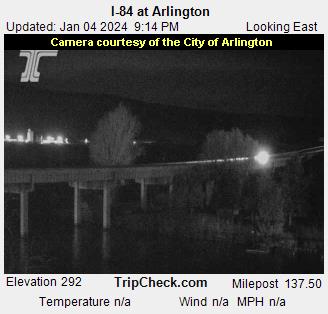 I-84 at Arlington
Updated: Jan 04 2024 9:14 PM Looking East
Camera courtesy of the City of Arlington
Elevation 292 TripCheck.com Milepost 137.50
Temperature n/a Wind n/a MPH n/a